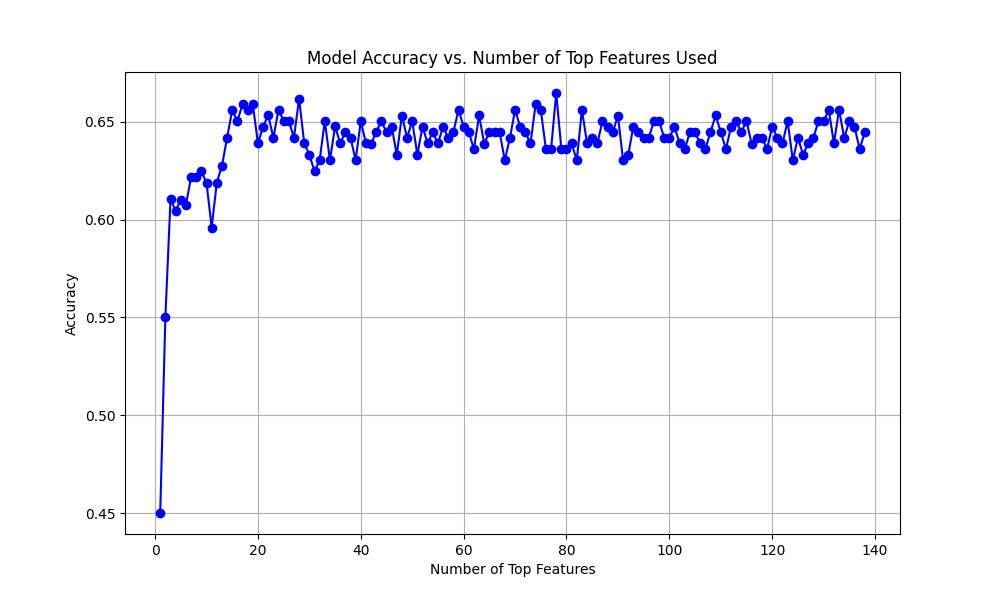 Model Accuracy vs. Number of Top Features Used
0.65
0.60
0.55
0.50
0.45
Accuracy
0 20 40 60 80 100 120 140
Number of Top Features